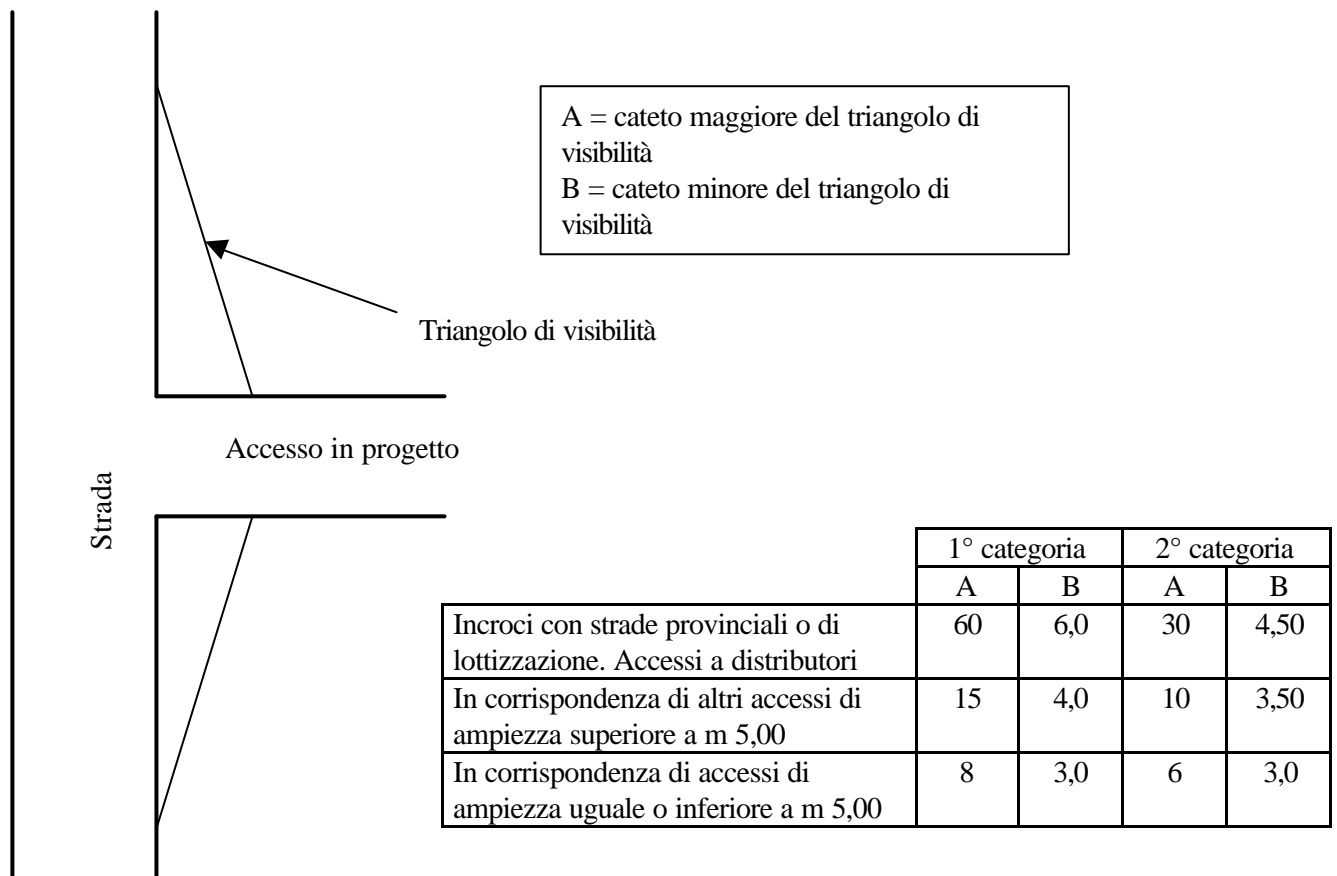 A = cateto maggiore del triangolo di
visibilità
B = cateto minore del triangolo di
visibilità
Triangolo di visibilità
Accesso in progetto
Strada
1° categoria 2° categoria
A B A B
Incroci con strade provinciali o di
lottizzazione. Accessi a distributori
60 6,0 30 4,50
In corrispondenza di altri accessi di
ampiezza superiore a m 5,00
15 4,0 10 3,50
In corrispondenza di accessi di
ampiezza uguale o inferiore a m 5,00
8 3,0 6 3,0